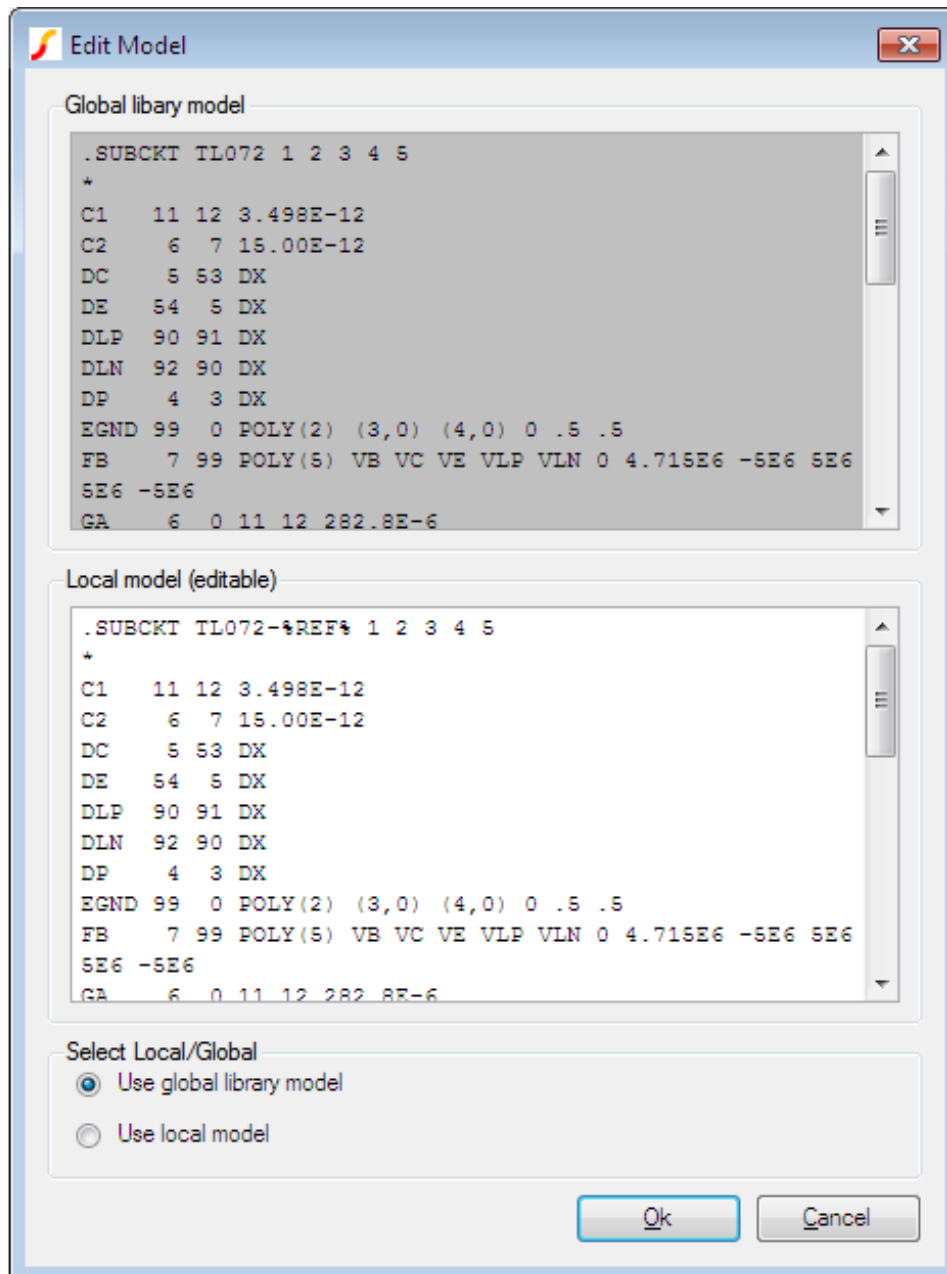 Edit Model
Global libary model
.SUBCKT TL072 1 2 3 4 5
*
C1   11 12 3.498E-12
C2    6  7 15.00E-12
DC    5 53 DX
DE   54  5 DX
DLP  90 91 DX
DLN  92 90 DX
DP    4  3 DX
EGND 99  0 POLY(2) (3,0) (4,0) 0 .5 .5
FB    7 99 POLY(5) VB VC VE VLP VLN 0 4.715E6 -5E6 5E6
5E6 -5E6
GA    6  0 11 12 282.8E-6
Local model (editable)
.SUBCKT TL072-%REF% 1 2 3 4 5
*
C1   11 12 3.498E-12
C2    6  7 15.00E-12
DC    5 53 DX
DE   54  5 DX
DLP  90 91 DX
DLN  92 90 DX
DP    4  3 DX
EGND 99  0 POLY(2) (3,0) (4,0) 0 .5 .5
FB    7 99 POLY(5) VB VC VE VLP VLN 0 4.715E6 -5E6 5E6
5E6 -5E6
GA    6  0 11 12 282.8E-6
Select Local/Global
Use global library model
Use local model
Ok
Cancel